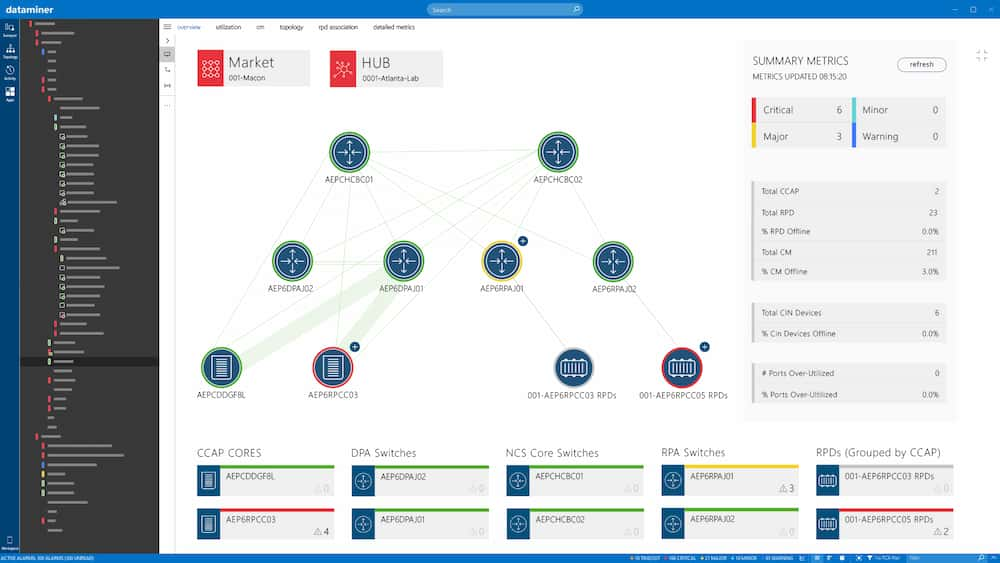 dataminer
Search
Surveyor
Topology
Activity
Apps
Workspace
overview utilization cm topology rpd association detailed metrics
Market
001-Macon
HUB
0001-Atlanta-Lab
SUMMARY METRICS
METRICS UPDATED 08:15:20
refresh
Critical 6 Minor 0
Major 3 Warning 0
Total CCAP 2
Total RPD 23
% RPD Offline 0.0%
Total CM 211
% CM Offline 3.0%
Total CIN Devices 6
% Cin Devices Offline 0.0%
# Ports Over-Utilized 0
% Ports Over-Utilized 0.0%
AEPCHCBC01 AEPCHCBC02
AEP6DPAJ02 AEP6DPAJ01 AEP6RPAJ01 AEP6RPAJ02
AEPCDDGF8L AEP6RPCC03 001-AEP6RPCC03 RPDs 001-AEP6RPCC05 RPDs
CCAP CORES DPA Switches NCS Core Switches RPA Switches RPDs (Grouped by CCAP)
AEPCDDGF8L AEP6DPAJ02 AEPCHCBC01 AEP6RPAJ01 001-AEP6RPCC03 RPDs
0 0 0 3 0
AEP6RPCC03 AEP6DPAJ01 AEPCHCBC02 AEP6RPAJ02 001-AEP6RPCC05 RPDs
4 0 0 0 2